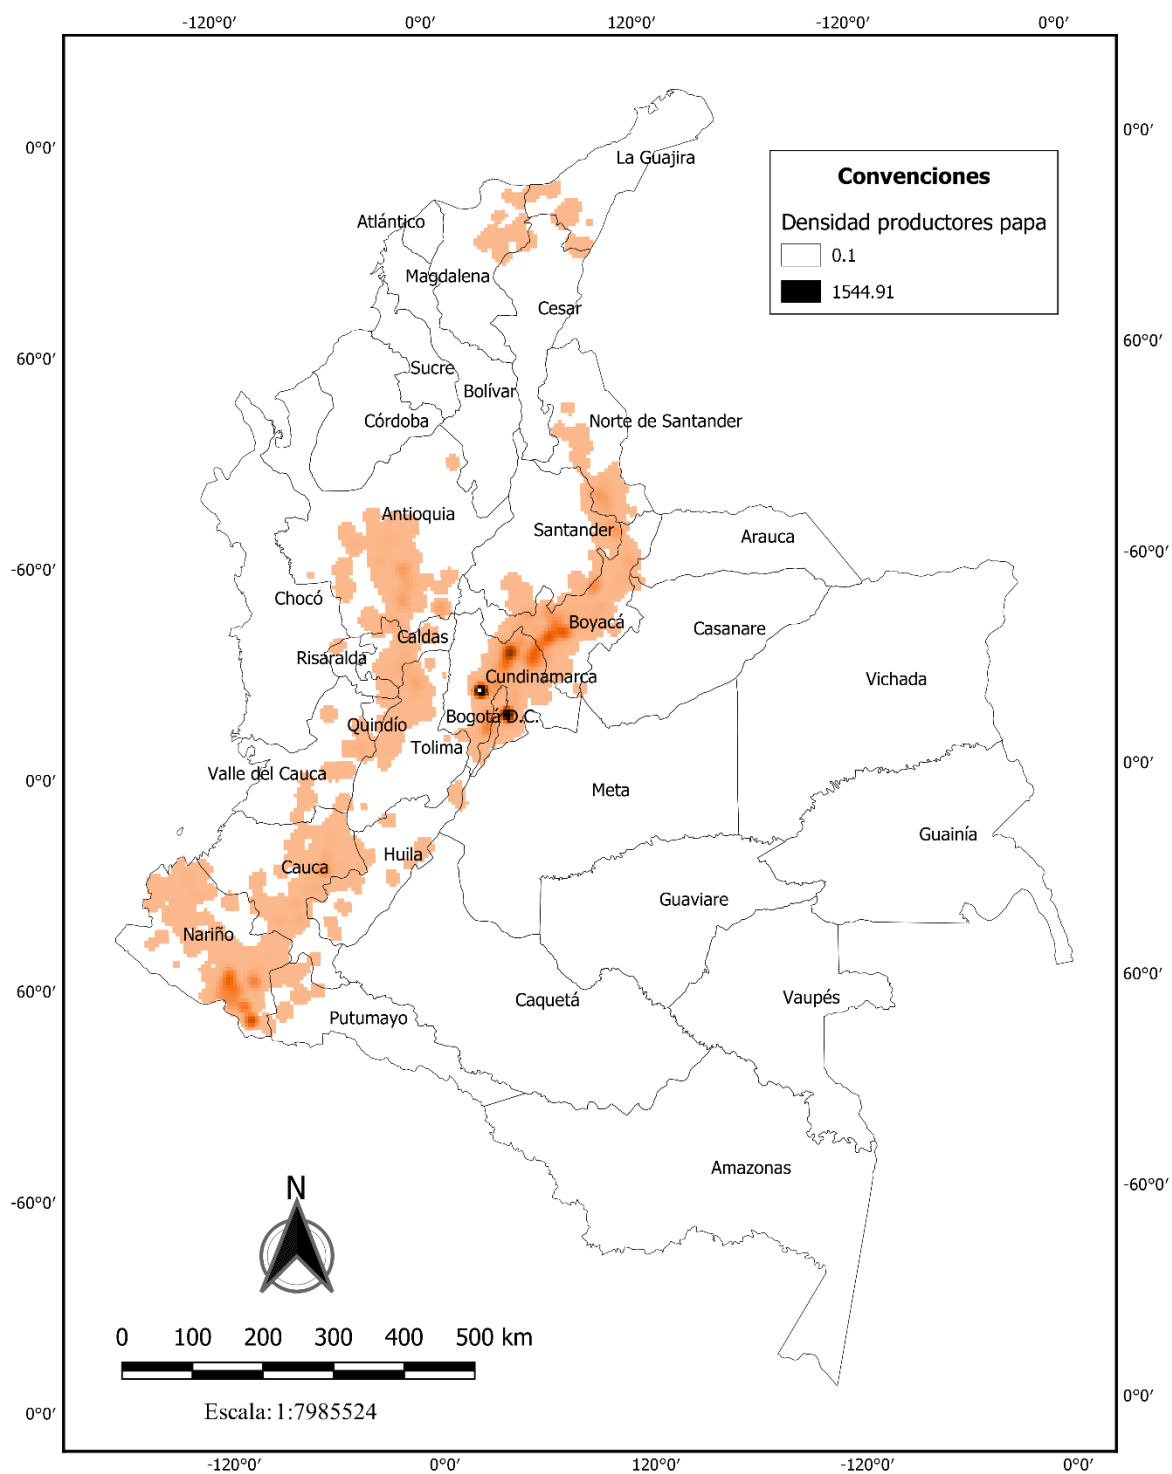 -120°0′ 0°0′ 120°0′ -120°0′ 0°0′
0°0′
0°0′
La Guajira
Convenciones
Densidad productores papa
0.1
1544.91
Atlántico
Magdalena
Cesar
60°0′
60°0′
Sucre
Bolívar
Córdoba
Norte de Santander
Antioquia
Santander
Arauca
-60°0′
-60°0′
Chocó
Boyacá
Casanare
Caldas
Risaralda
Cundinamarca
Vichada
Bogotá D.C.
Quindío
Tolima
0°0′
0°0′
Valle del Cauca
Meta
Guainía
Huila
Cauca
Guaviare
Nariño
60°0′
60°0′
Caquetá
Vaupés
Putumayo
Amazonas
-60°0′
-60°0′
N
0 100 200 300 400 500 km
Escala: 1:7985524
0°0′
0°0′
-120°0′ 0°0′ 120°0′ -120°0′ 0°0′